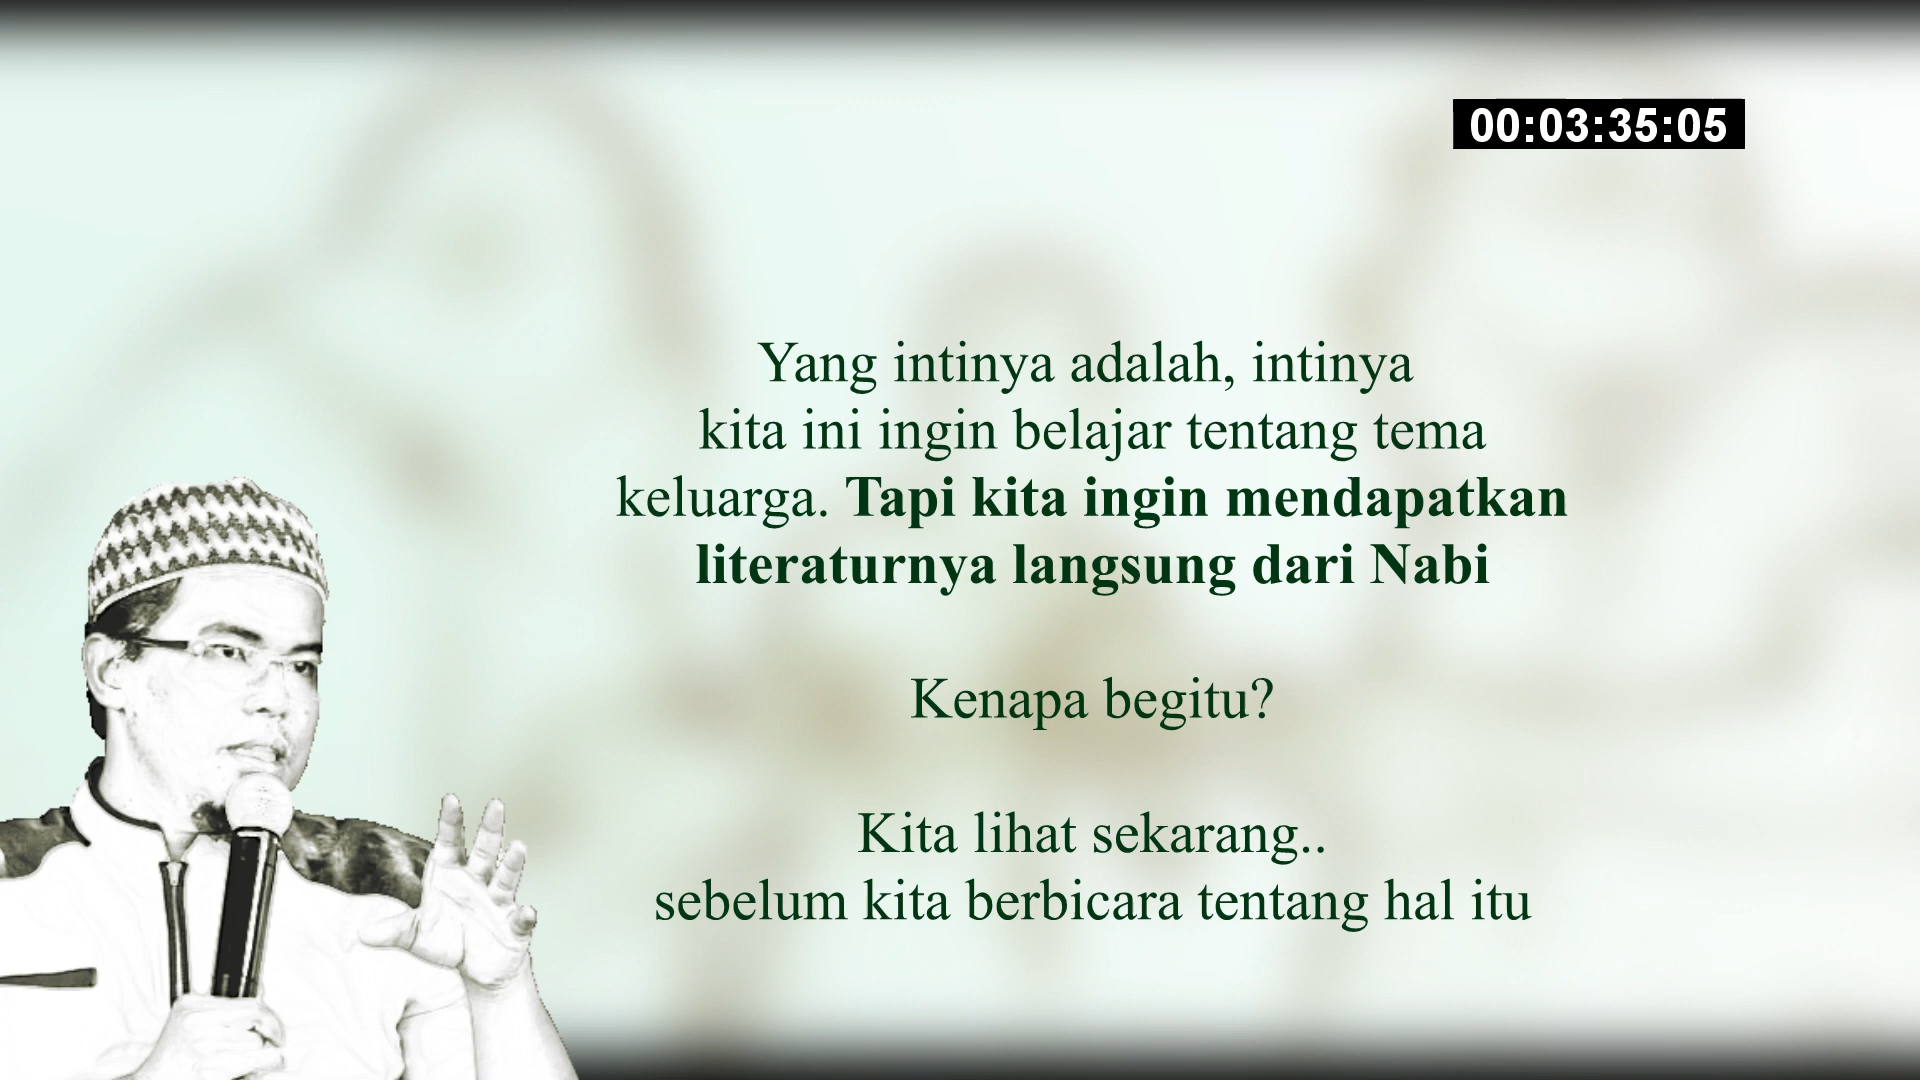 00:03:35:05
Yang intinya adalah, intinya
kita ini ingin belajar tentang tema
keluarga. Tapi kita ingin mendapatkan
literaturnya langsung dari Nabi
Kenapa begitu?
Kita lihat sekarang..
sebelum kita berbicara tentang hal itu